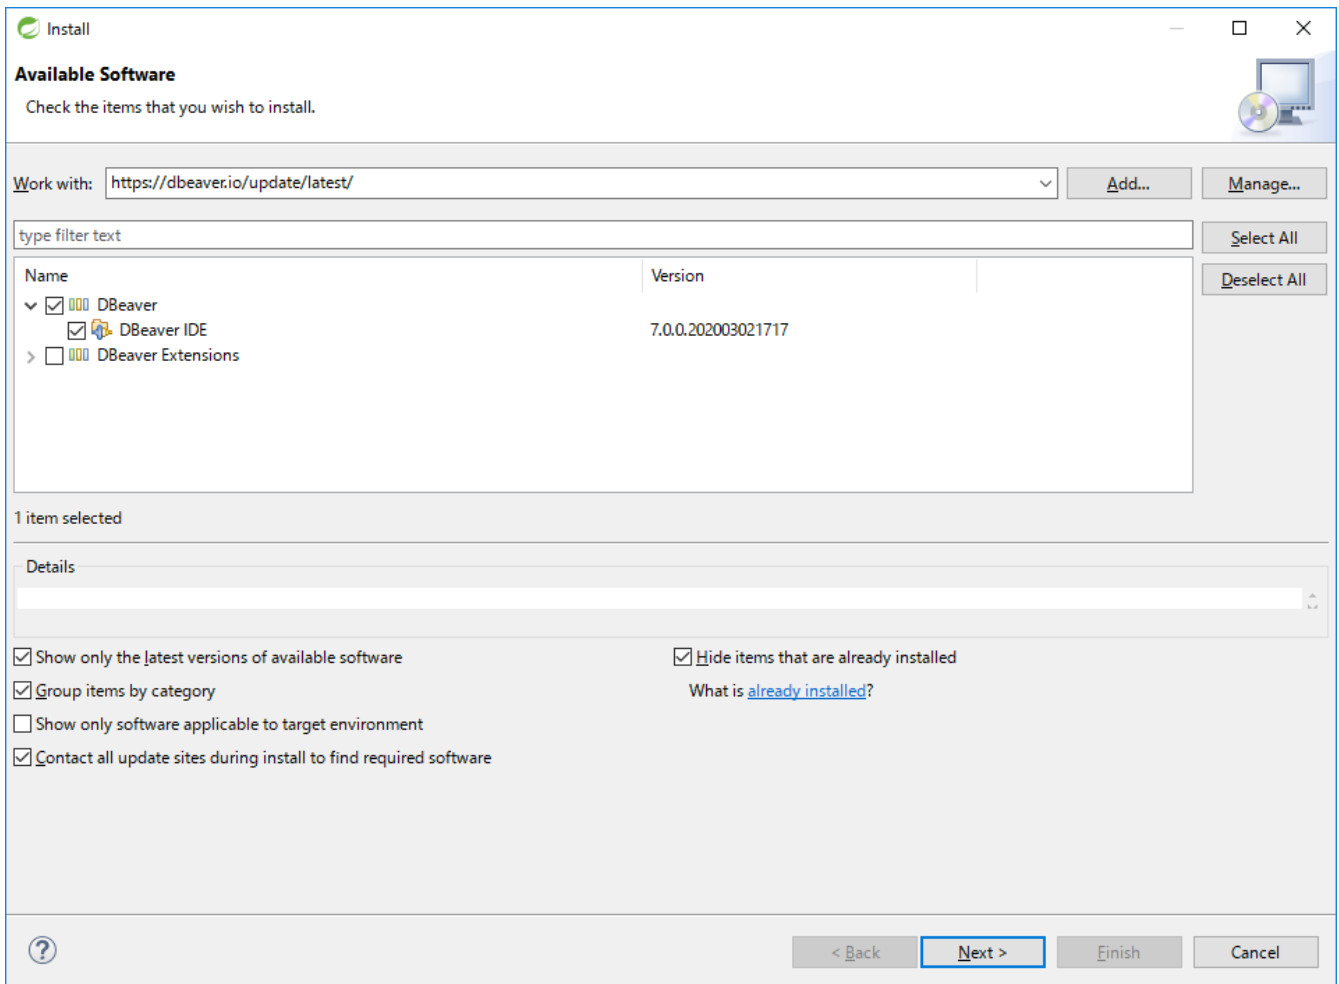 Install
Available Software
Check the items that you wish to install.
Work with: https://dbeaver.io/update/latest/ Add... Manage...
type filter text Select All
Name Version Deselect All
DBeaver
DBeaver IDE 7.0.0.202003021717
DBeaver Extensions
1 item selected
Details
Show only the latest versions of available software Hide items that are already installed
Group items by category What is already installed?
Show only software applicable to target environment
Contact all update sites during install to find required software
? < Back Next > Finish Cancel